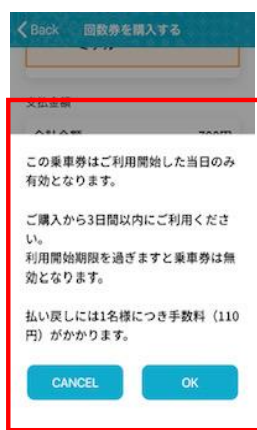 Back 回数券を購入する
支払金額
この乗車券はご利用開始した当日のみ
有効となります。
ご購入から3日間以内にご利用くださ
い。
利用開始期限を過ぎますと乗車券は無
効となります。
払い戻しには1名様につき手数料（110
円）がかかります。
CANCEL OK